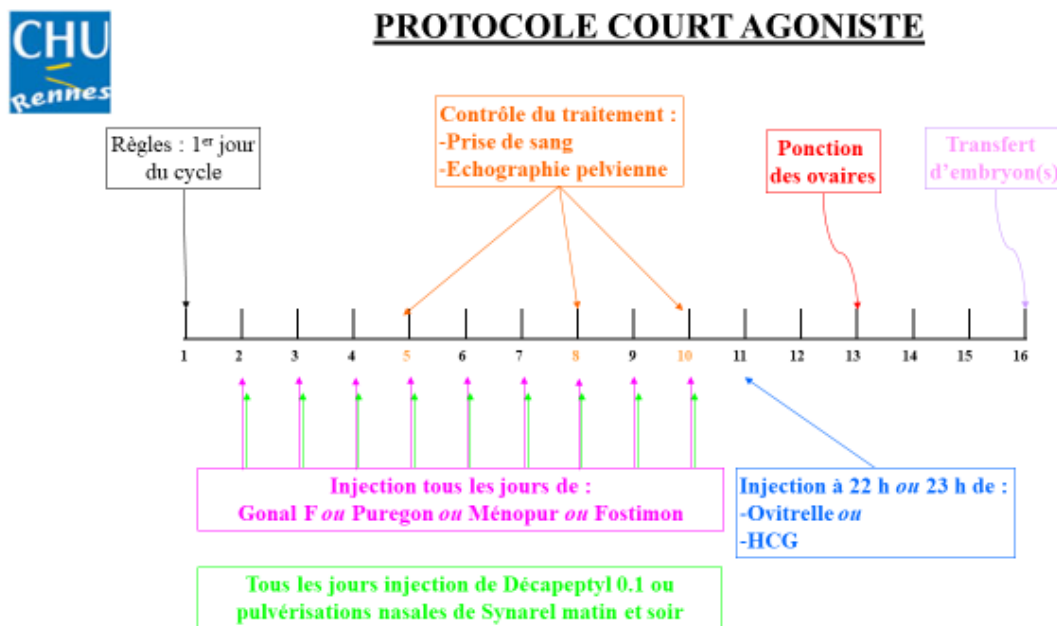 CHU
Rennes
PROTOCOLE COURT AGONISTE
Règles : 1er jour
du cycle
Contrôle du traitement :
-Prise de sang
-Echographie pelvienne
Ponction
des ovaires
Transfert
d'embryon(s)
1 2 3 4 5 6 7 8 9 10 11 12 13 14 15 16
Injection tous les jours de :
Gonal F ou Puregon ou Ménopur ou Fostimon
Injection à 22 h ou 23 h de :
-Ovitrelle ou
-HCG
Tous les jours injection de Décapeptyl 0.1 ou
pulvérisations nasales de Synarel matin et soir